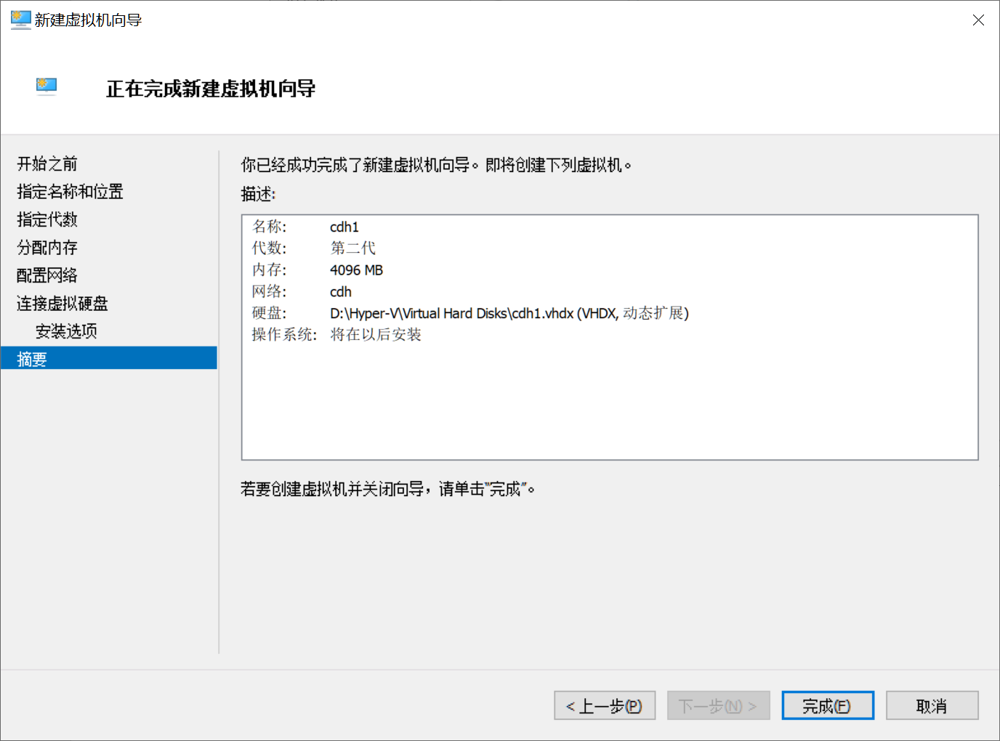 新建虚拟机向导
正在完成新建虚拟机向导
开始之前
指定名称和位置
指定代数
分配内存
配置网络
连接虚拟硬盘
安装选项
摘要
你已经成功完成了新建虚拟机向导。即将创建下列虚拟机。
描述:
名称: cdh1
代数: 第二代
内存: 4096 MB
网络: cdh
硬盘: D:\Hyper-V\Virtual Hard Disks\cdh1.vhdx (VHDX, 动态扩展)
操作系统: 将在以后安装
若要创建虚拟机并关闭向导，请单击"完成"。
< 上一步(P) 下一步(N) > 完成(F) 取消